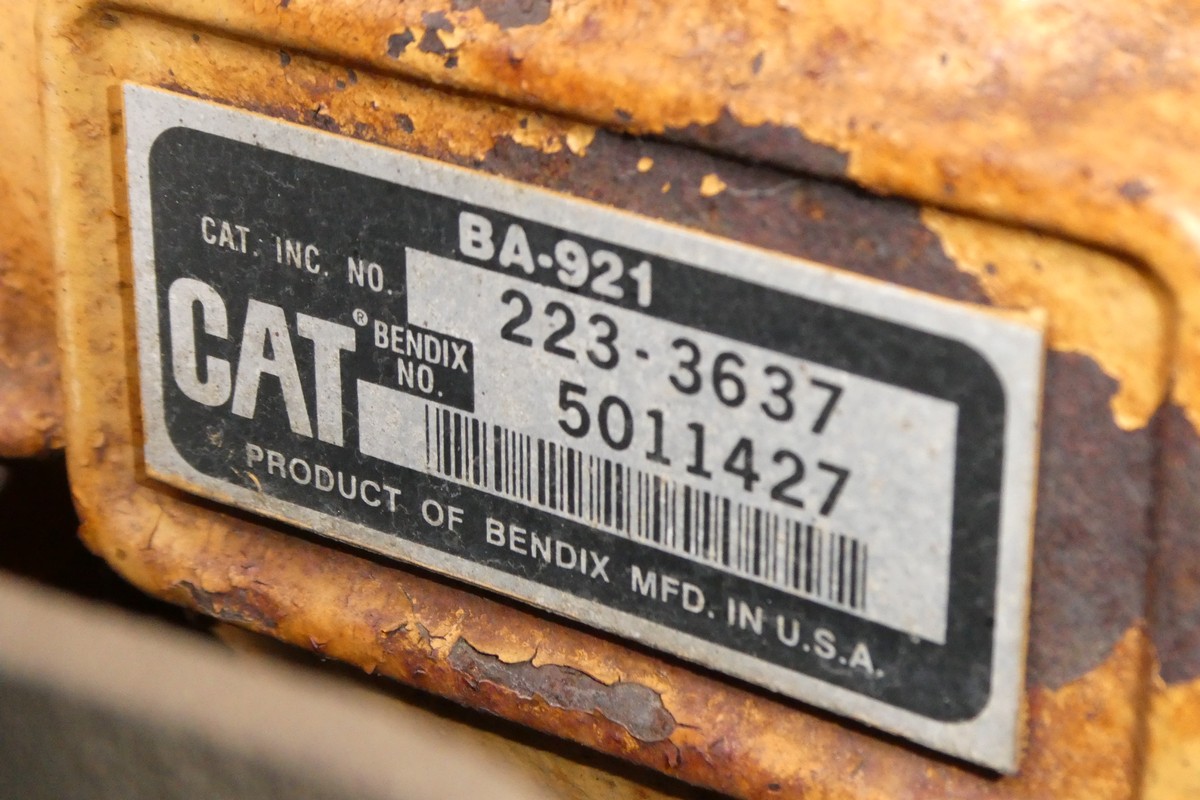 BA-921
CAT. INC. NO. 223-3637
CAT®
BENDIX NO. 5011427
PRODUCT OF BENDIX MFD. IN U.S.A.